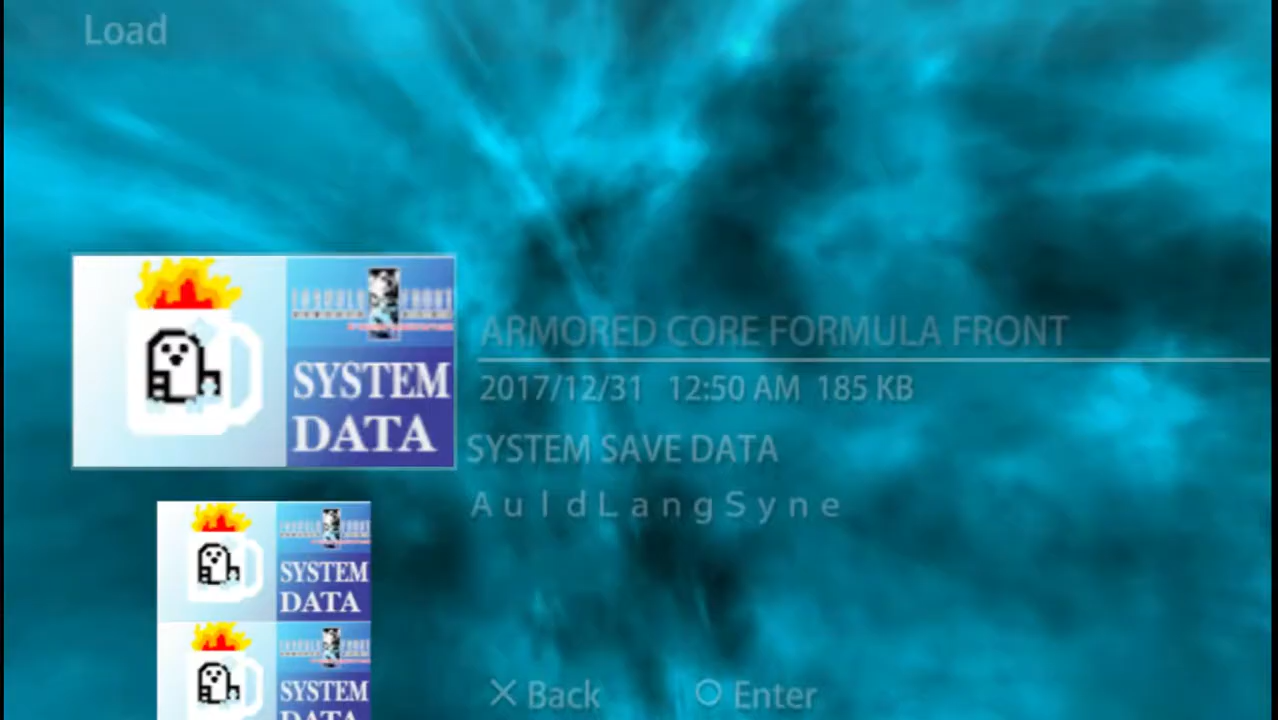 Load
SYSTEM
DATA
ARMORED CORE FORMULA FRONT
2017/12/31 12:50 AM 185 KB
SYSTEM SAVE DATA
AuldLangSyne
SYSTEM
DATA
SYSTEM
DATA
X Back O Enter